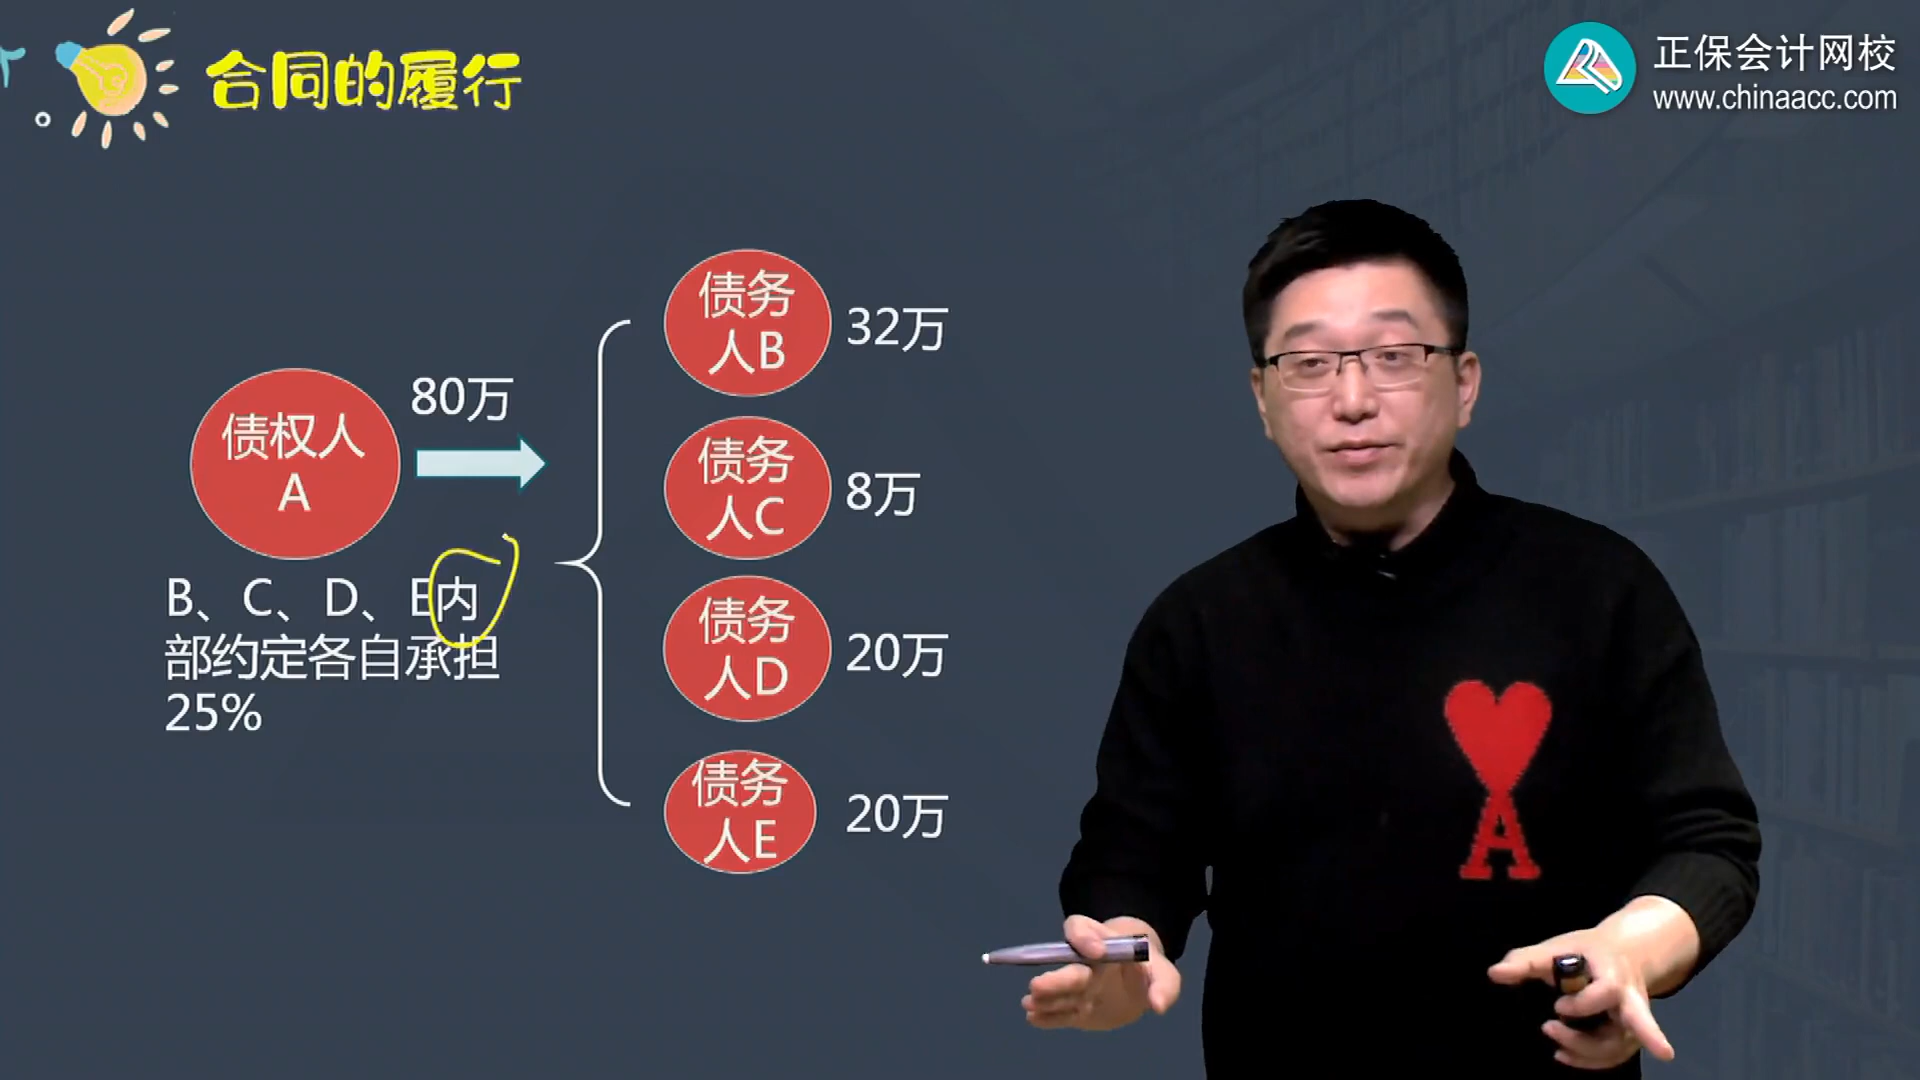 合同的履行
正保会计网校
www.chinaacc.com
债权人
A
80万
B、C、D、E内
部约定各自承担
25%
债务
人B
32万
债务
人C
8万
债务
人D
20万
债务
人E
20万
A